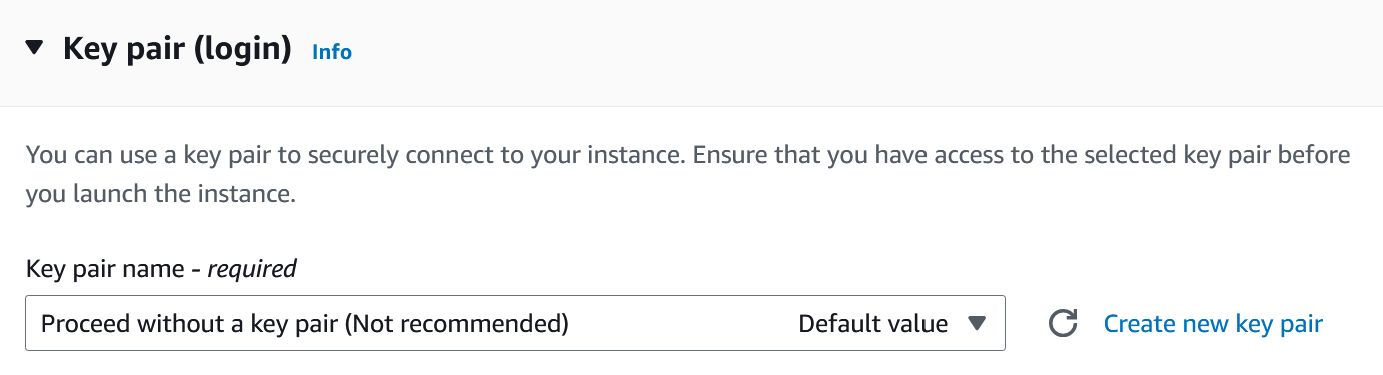 Key pair (login) Info
You can use a key pair to securely connect to your instance. Ensure that you have access to the selected key pair before
you launch the instance.
Key pair name - required
Proceed without a key pair (Not recommended) Default value Create new key pair